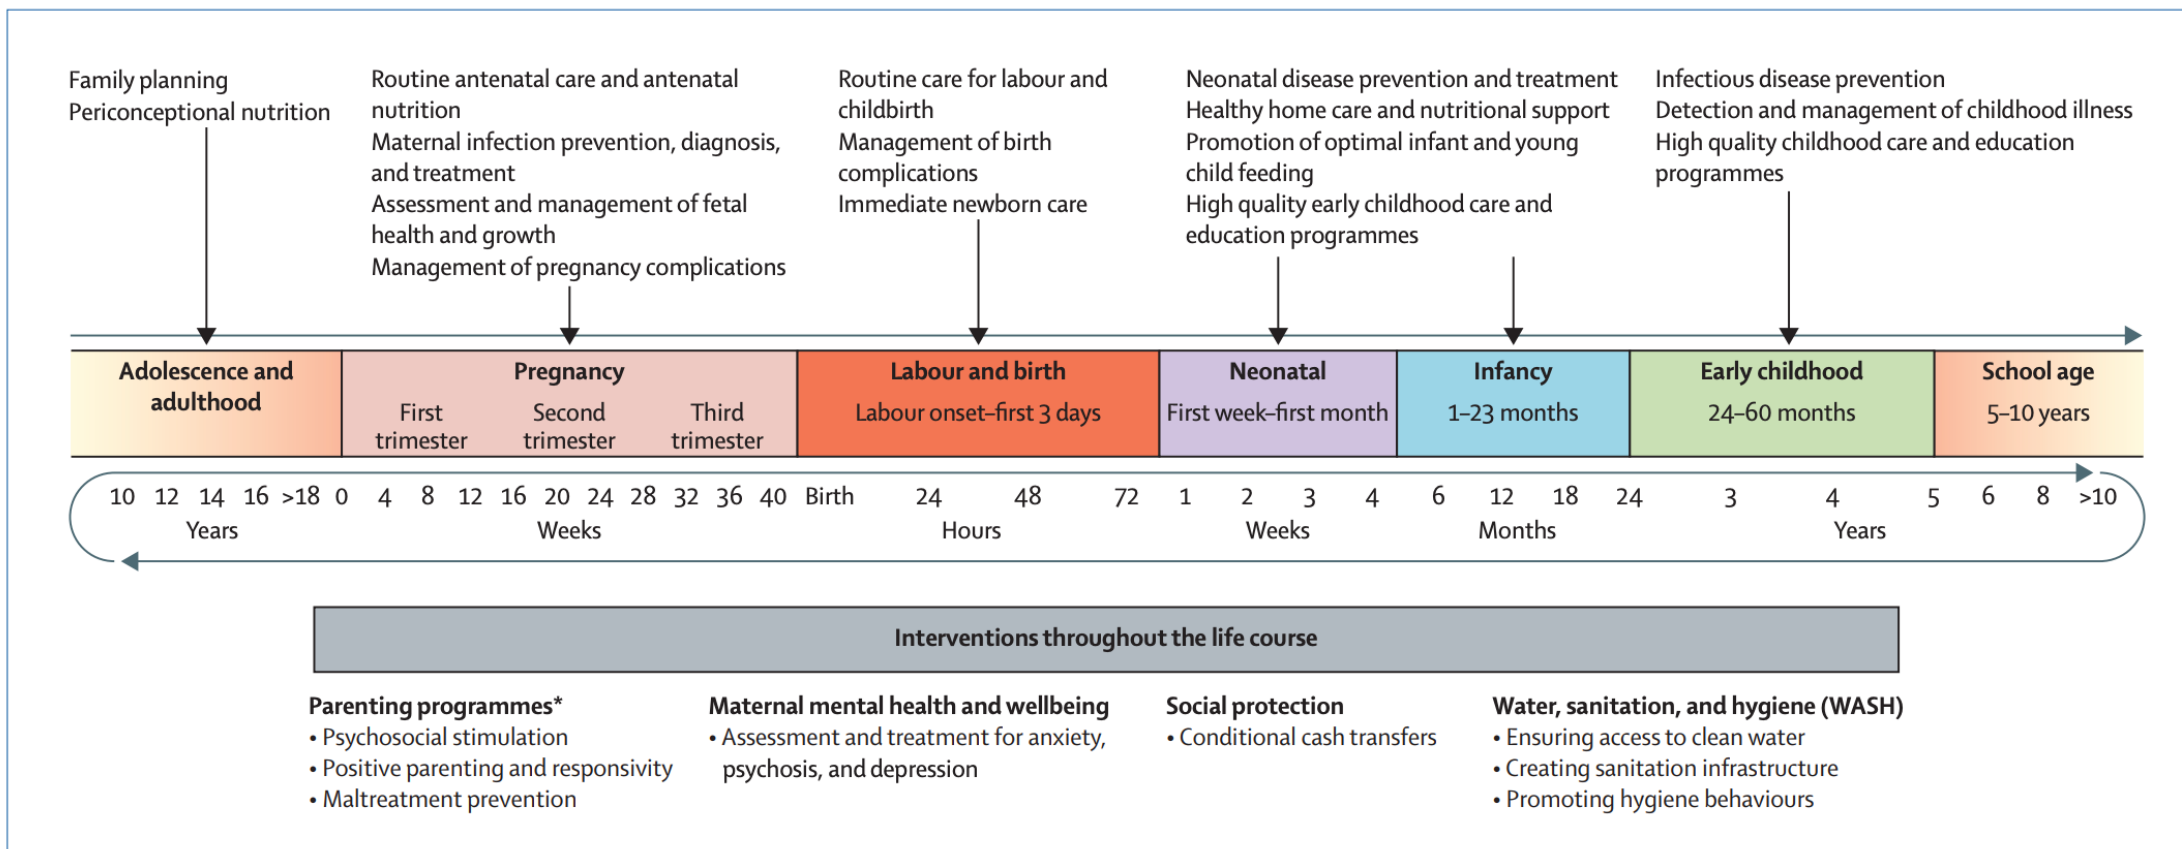 Family planning
Periconceptional nutrition
Routine antenatal care and antenatal
nutrition
Maternal infection prevention, diagnosis,
and treatment
Assessment and management of fetal
health and growth
Management of pregnancy complications
Routine care for labour and
childbirth
Management of birth
complications
Immediate newborn care
Neonatal disease prevention and treatment
Healthy home care and nutritional support
Promotion of optimal infant and young
child feeding
High quality early childhood care and
education programmes
Infectious disease prevention
Detection and management of childhood illness
High quality childhood care and education
programmes
Adolescence and
adulthood
Pregnancy
First
trimester
Second
trimester
Third
trimester
Labour and birth
Labour onset–first 3 days
Neonatal
First week–first month
Infancy
1–23 months
Early childhood
24–60 months
School age
5–10 years
10 12 14 16 >18 0 4 8 12 16 20 24 28 32 36 40 Birth 24 48 72 1 2 3 4 6 12 18 24 3 4 5 6 8 >10
Years Weeks Hours Weeks Months Years
Interventions throughout the life course
Parenting programmes*
• Psychosocial stimulation
• Positive parenting and responsivity
• Maltreatment prevention
Maternal mental health and wellbeing
• Assessment and treatment for anxiety,
psychosis, and depression
Social protection
• Conditional cash transfers
Water, sanitation, and hygiene (WASH)
• Ensuring access to clean water
• Creating sanitation infrastructure
• Promoting hygiene behaviours